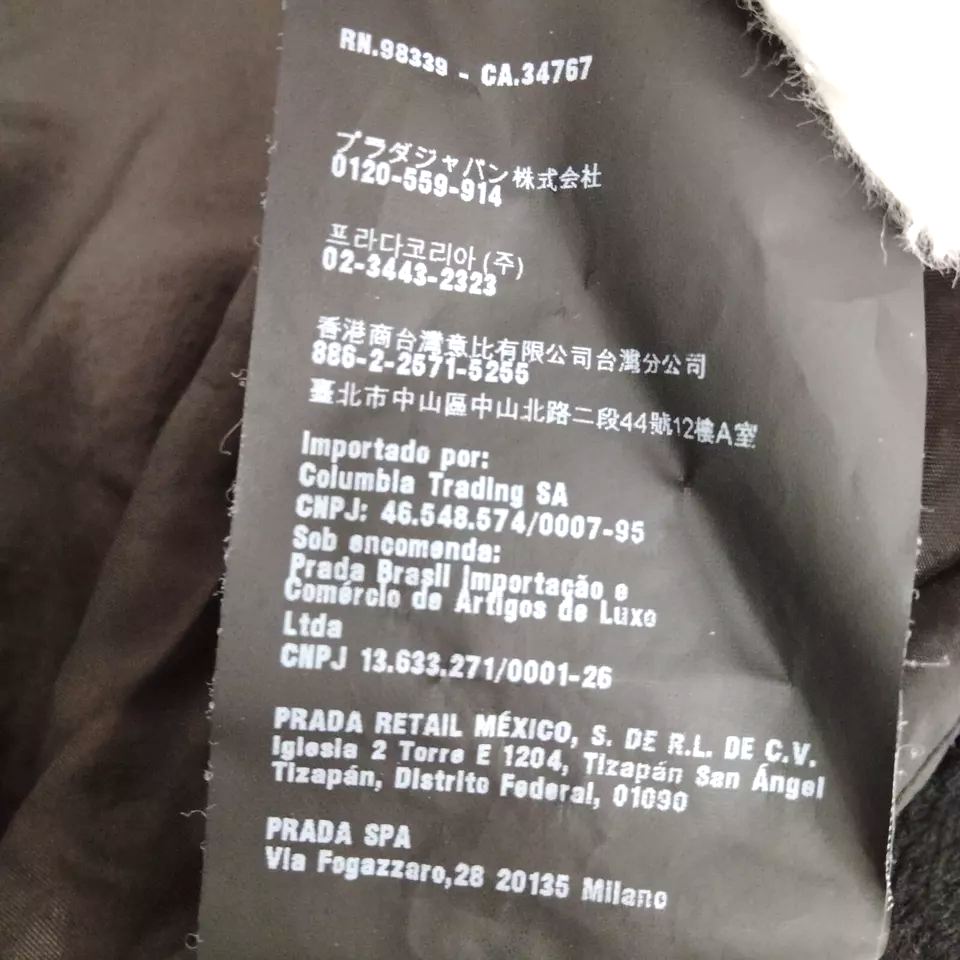 RN.98339 - CA.34767
プラダジャパン株式会社
0120-559-914
프라다코리아(주)
02-3443-2323
香港商台灣意比有限公司台灣分公司
886-2-2571-5255
臺北市中山區中山北路二段44號12樓A室
Importado por:
Columbia Trading SA
CNPJ: 46.548.574/0007-95
Sob encomenda:
Prada Brasil Importação e
Comércio de Artigos de Luxo
Ltda
CNPJ 13.633.271/0001-26
PRADA RETAIL MÉXICO, S. DE R.L. DE C.V.
Iglesia 2 Torre E 1204, Tizapán San Ángel
Tizapán, Distrito Federal, 01090
PRADA SPA
Via Fogazzaro,28 20135 Milano